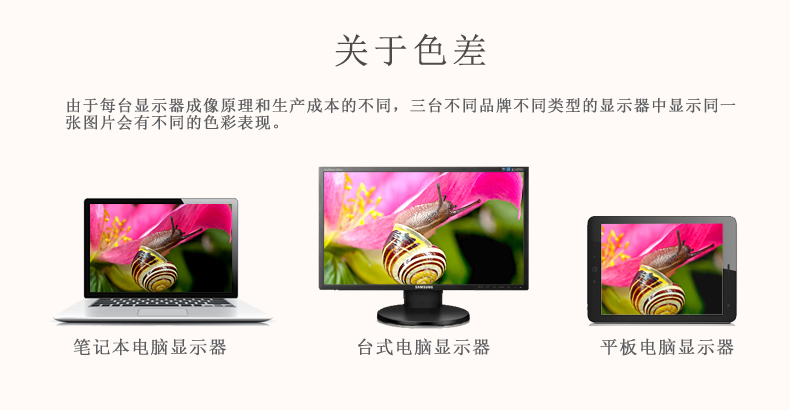 关于色差
由于每台显示器成像原理和生产成本的不同，三台不同品牌不同类型的显示器中显示同一
张图片会有不同的色彩表现。
SAMSUNG
笔记本电脑显示器
台式电脑显示器
平板电脑显示器